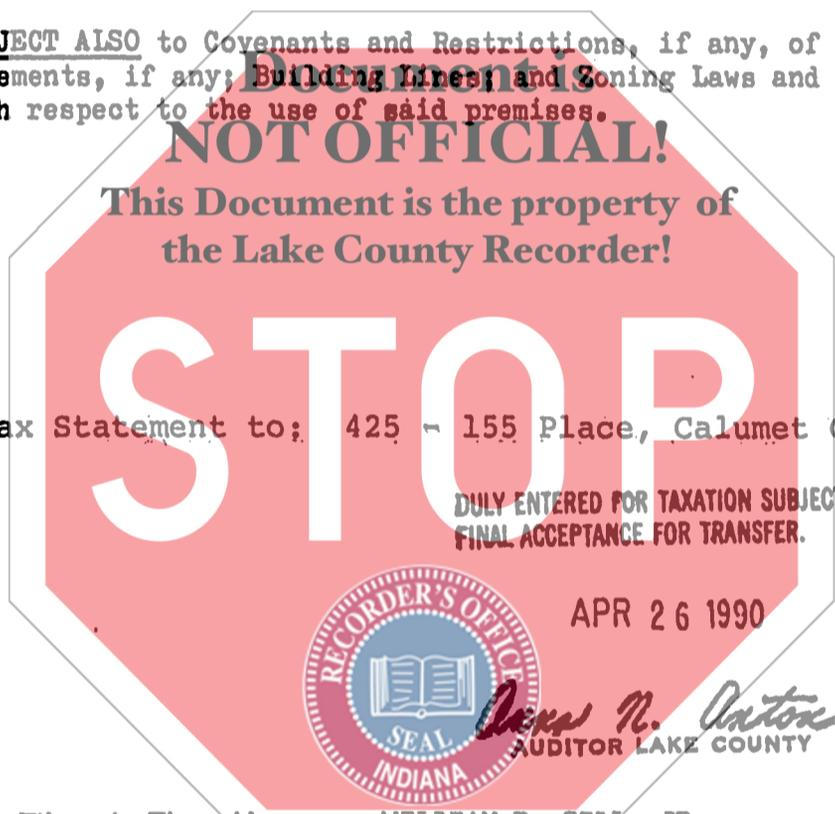 JECT ALSO to Covenants and Restrictions, if any, of
ements, if any; Building Lines; and Zoning Laws and
Document is
h respect to the use of said premises.
NOT OFFICIAL!
This Document is the property of
the Lake County Recorder!
STOP
ax Statement to; 425 - 155 Place, Calumet
DULY ENTERED FOR TAXATION SUBJEC
FINAL ACCEPTANCE FOR TRANSFER.
APR 26 1990
RECORDER'S OFFICE
SEAL
INDIANA
N. Anton
AUDITOR LAKE COUNTY